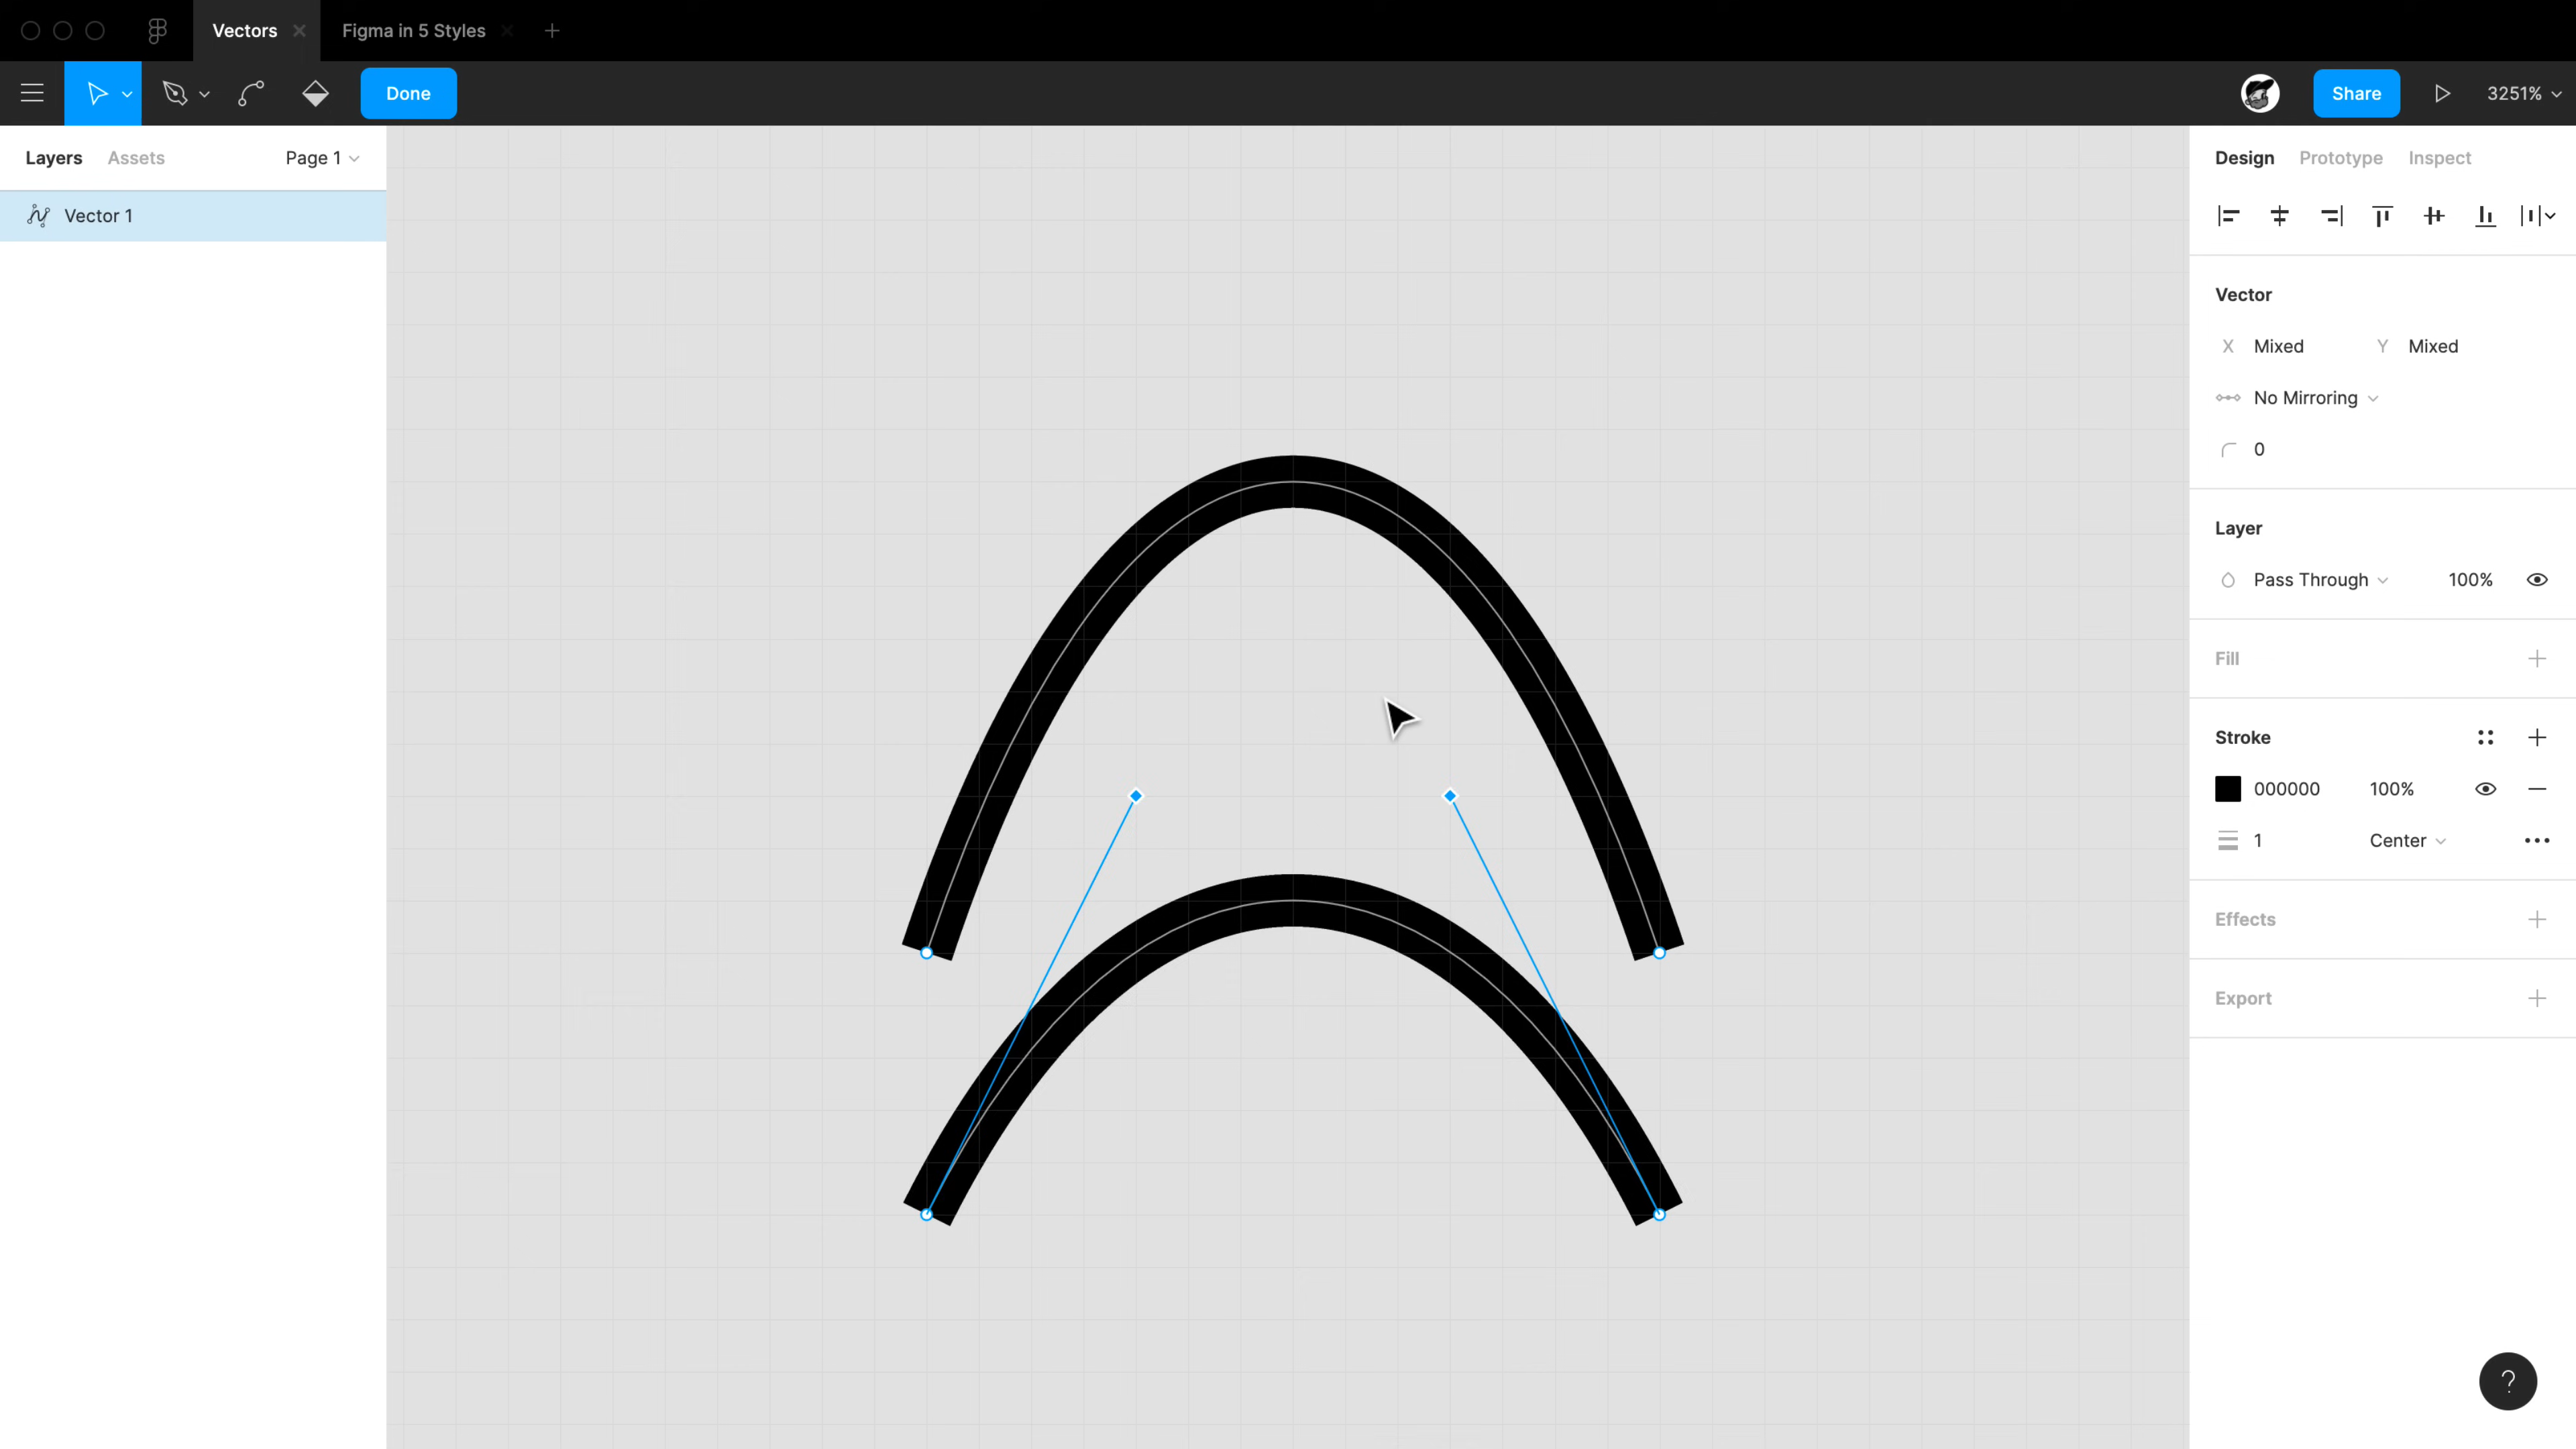 Vectors Figma in 5 Styles
Done Share 3251%
Layers Assets Page 1 Design Prototype Inspect
Vector 1
Vector
X Mixed Y Mixed
No Mirroring
0
Layer
Pass Through 100%
Fill
Stroke
000000 100%
1 Center
Effects
Export
?